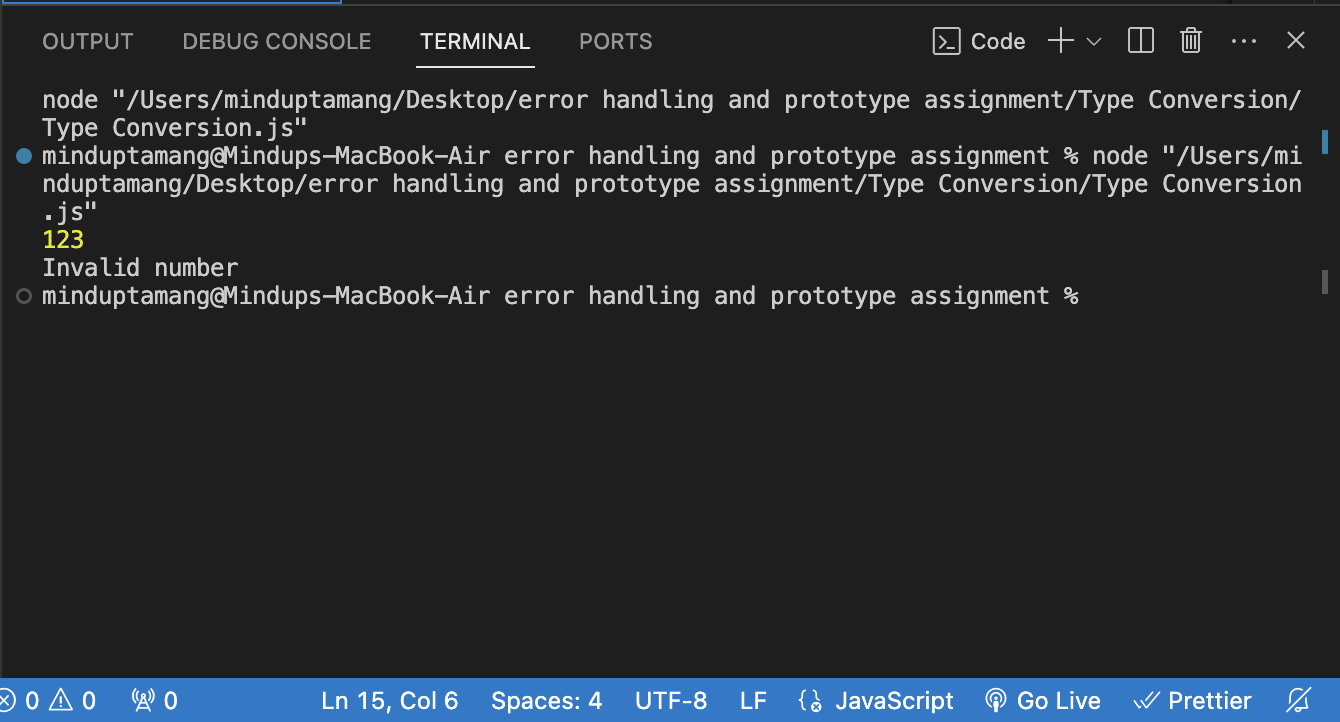 OUTPUT DEBUG CONSOLE TERMINAL PORTS Code
node "/Users/minduptamang/Desktop/error handling and prototype assignment/Type Conversion/
Type Conversion.js"
minduptamang@Mindups-MacBook-Air error handling and prototype assignment % node "/Users/mi
nduptamang/Desktop/error handling and prototype assignment/Type Conversion/Type Conversion
.js"
123
Invalid number
minduptamang@Mindups-MacBook-Air error handling and prototype assignment %
0 0 0 Ln 15, Col 6 Spaces: 4 UTF-8 LF JavaScript Go Live Prettier